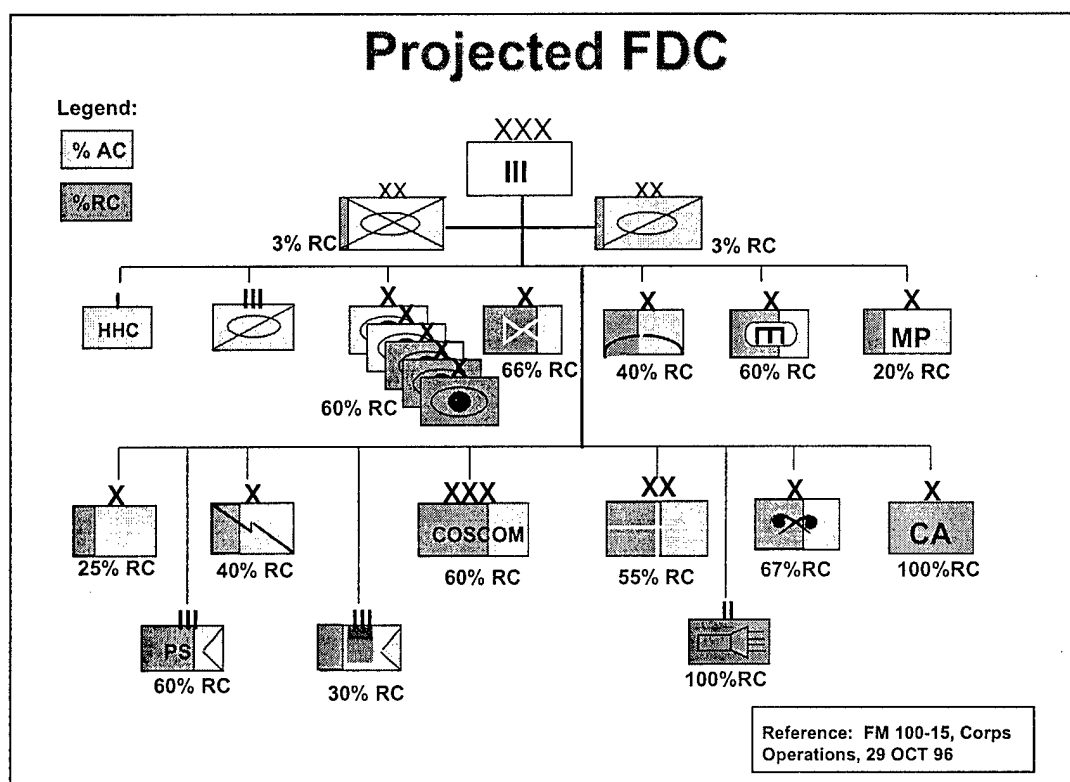 Projected FDC
Legend:
% AC
%RC
XXX
III
XX
XX
3% RC
3% RC
I
III
X
X
X
X
X
X
X
X
X
HHC
MP
60% RC
66% RC
40% RC
60% RC
20% RC
X
X
XXX
XX
X
X
COSCOM
CA
25% RC
40% RC
60% RC
55% RC
67%RC
100%RC
III
III
II
PS
60% RC
30% RC
100%RC
Reference: FM 100-15, Corps
Operations, 29 OCT 96